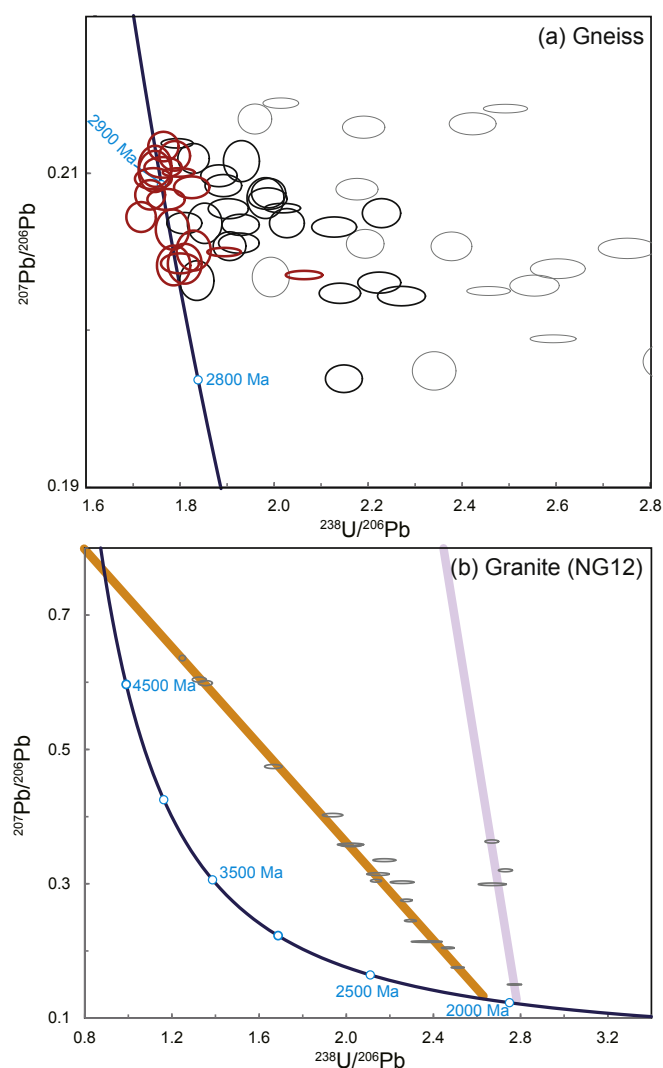 (a) Gneiss
2900 Ma
0.21
²⁰⁷Pb/²⁰⁶Pb
2800 Ma
0.19
1.6 1.8 2.0 2.2 2.4 2.6 2.8
²³⁸U/²⁰⁶Pb
(b) Granite (NG12)
0.7
4500 Ma
0.5
²⁰⁷Pb/²⁰⁶Pb
3500 Ma
0.3
2500 Ma
2000 Ma
0.1
0.8 1.2 1.6 2.0 2.4 2.8 3.2
²³⁸U/²⁰⁶Pb